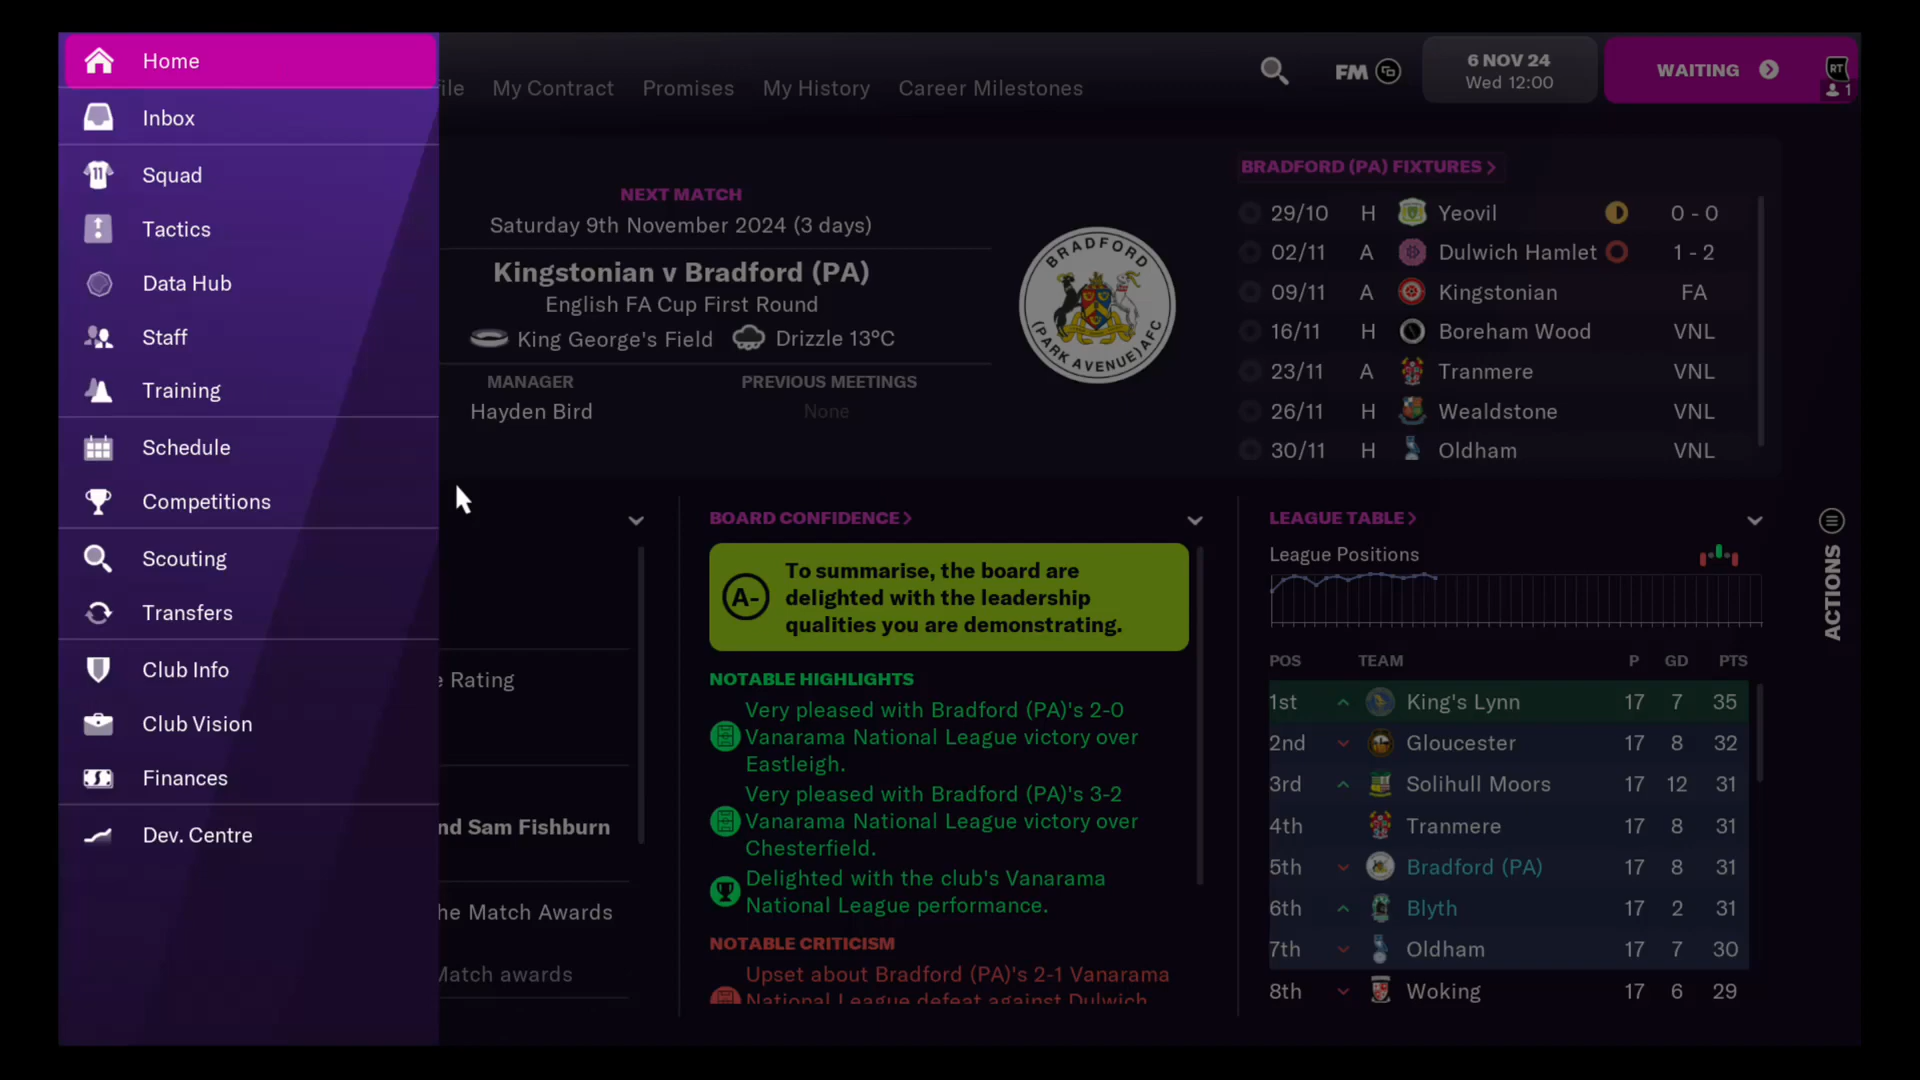 Home
Inbox
Squad
Tactics
Data Hub
Staff
Training
Schedule
Competitions
Scouting
Transfers
Club Info
Club Vision
Finances
Dev. Centre
file My Contract Promises My History Career Milestones
FM
6 NOV 24
Wed 12:00
WAITING
RT
1
NEXT MATCH
Saturday 9th November 2024 (3 days)
Kingstonian v Bradford (PA)
English FA Cup First Round
King George's Field Drizzle 13°C
MANAGER PREVIOUS MEETINGS
Hayden Bird None
BRADFORD
(PARK AVENUE) AFC
BRADFORD (PA) FIXTURES >
29/10 H Yeovil 0 - 0
02/11 A Dulwich Hamlet 1 - 2
09/11 A Kingstonian FA
16/11 H Boreham Wood VNL
23/11 A Tranmere VNL
26/11 H Wealdstone VNL
30/11 H Oldham VNL
e Rating
nd Sam Fishburn
he Match Awards
Match awards
BOARD CONFIDENCE >
A-
To summarise, the board are
delighted with the leadership
qualities you are demonstrating.
NOTABLE HIGHLIGHTS
Very pleased with Bradford (PA)'s 2-0
Vanarama National League victory over
Eastleigh.
Very pleased with Bradford (PA)'s 3-2
Vanarama National League victory over
Chesterfield.
Delighted with the club's Vanarama
National League performance.
NOTABLE CRITICISM
Upset about Bradford (PA)'s 2-1 Vanarama
National League defeat against Dulwich
LEAGUE TABLE >
League Positions
POS TEAM P GD PTS
1st King's Lynn 17 7 35
2nd Gloucester 17 8 32
3rd Solihull Moors 17 12 31
4th Tranmere 17 8 31
5th Bradford (PA) 17 8 31
6th Blyth 17 2 31
7th Oldham 17 7 30
8th Woking 17 6 29
ACTIONS